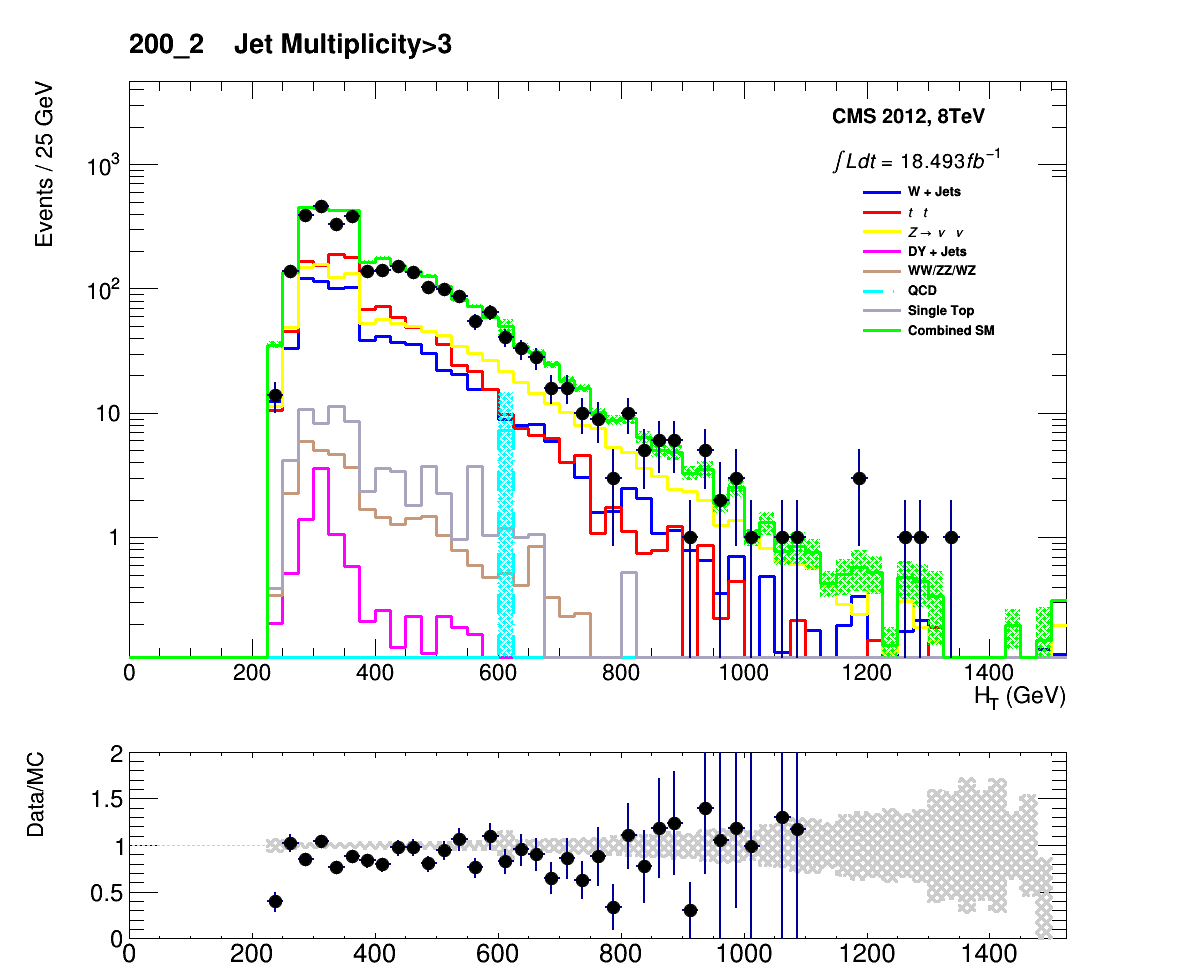 200_2 Jet Multiplicity>3
Events / 25 GeV
10³
10²
10
1
CMS 2012, 8TeV
∫Ldt = 18.493fb⁻¹
W + Jets
t t
Z → ν ν
DY + Jets
WW/ZZ/WZ
QCD
Single Top
Combined SM
0 200 400 600 800 1000 1200 1400
H_T (GeV)
Data/MC
2
1.5
1
0.5
0
0 200 400 600 800 1000 1200 1400